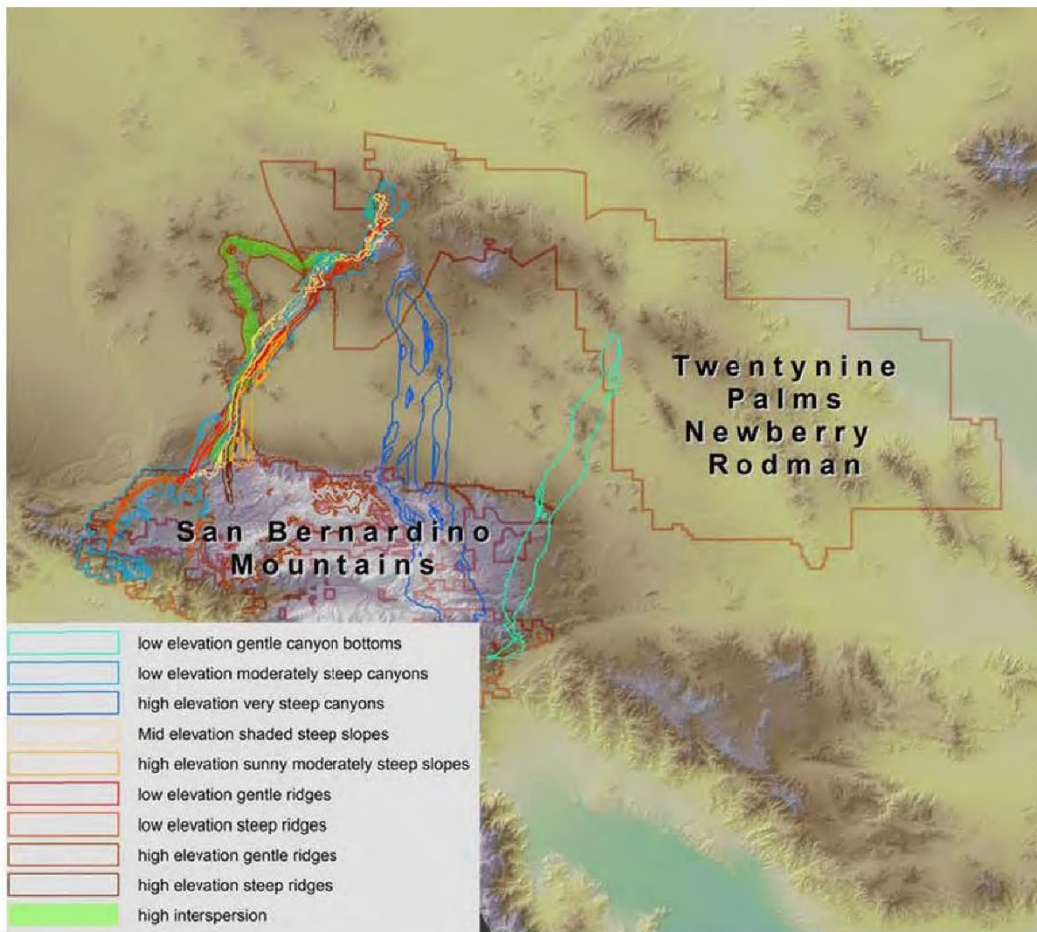 Twentynine
Palms
Newberry
Rodman
San Bernardino
Mountains
low elevation gentle canyon bottoms
low elevation moderately steep canyons
high elevation very steep canyons
Mid elevation shaded steep slopes
high elevation sunny moderately steep slopes
low elevation gentle ridges
low elevation steep ridges
high elevation gentle ridges
high elevation steep ridges
high interspersion